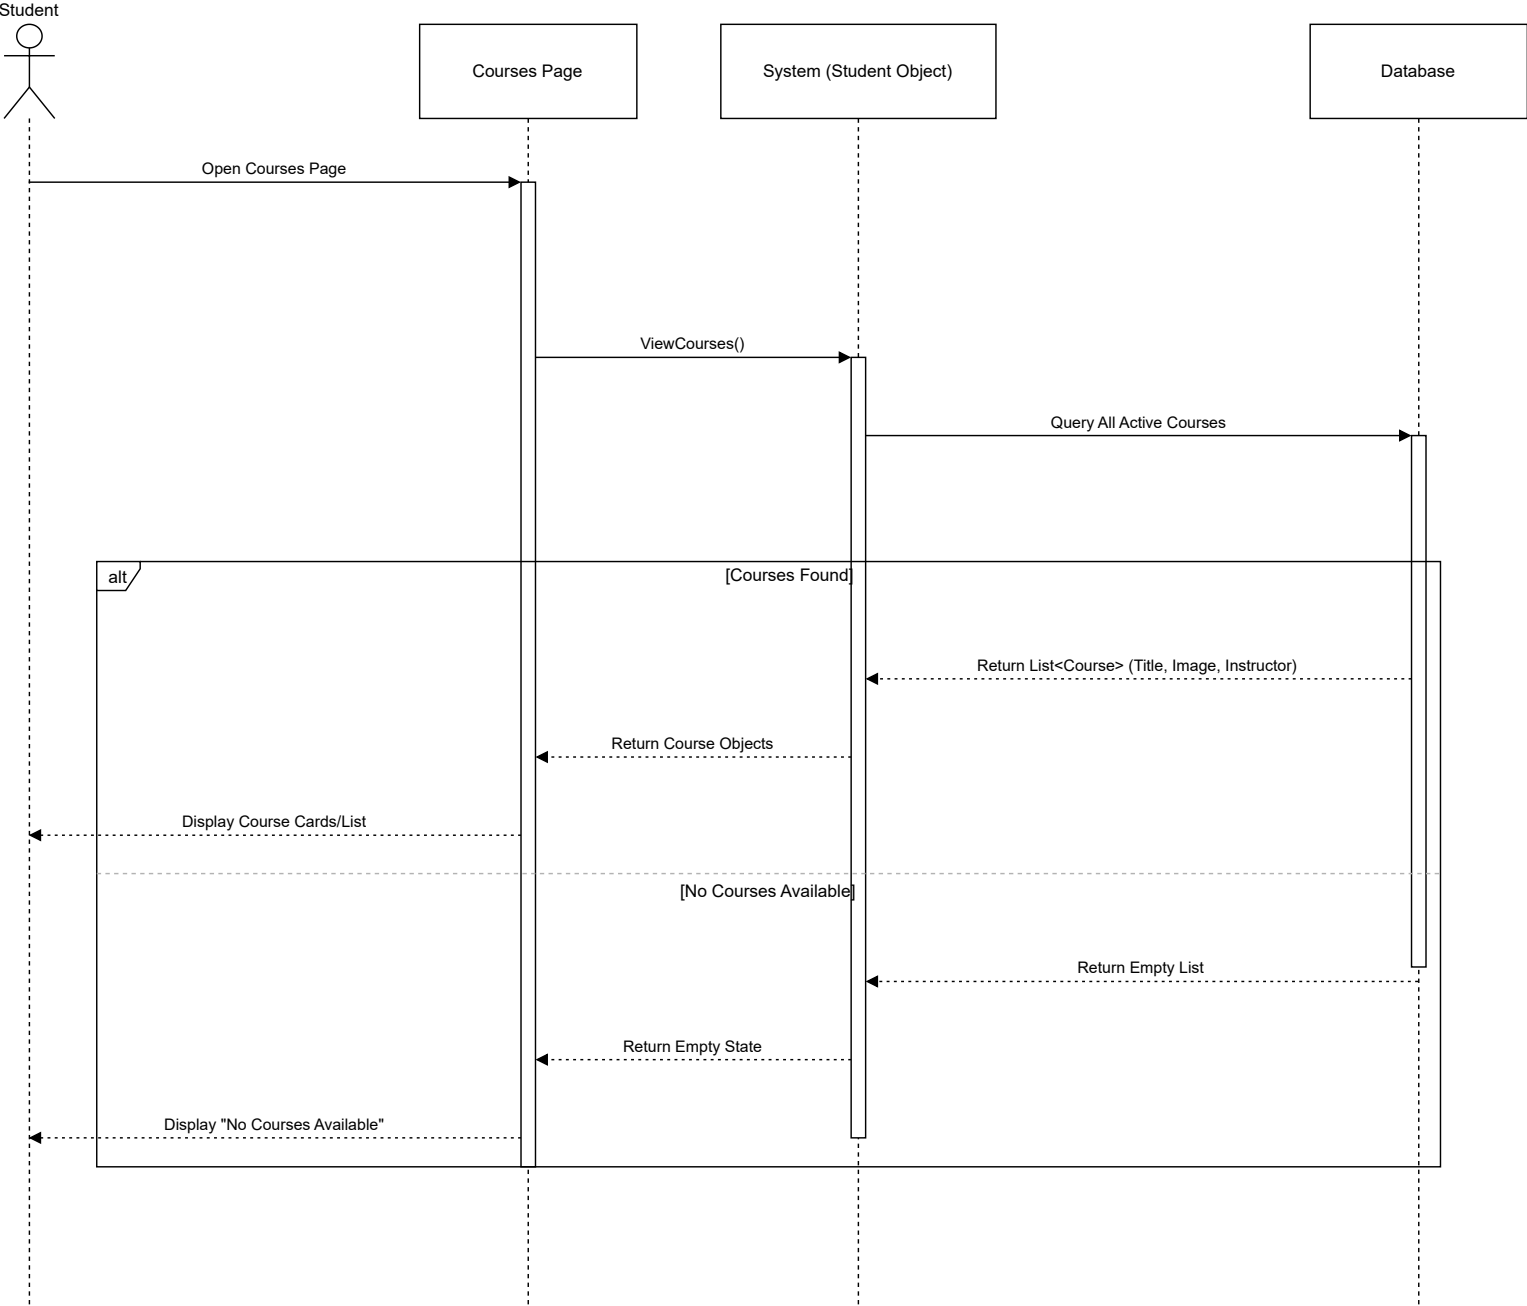 Student
Courses Page
System (Student Object)
Database
Open Courses Page
ViewCourses()
Query All Active Courses
alt
[Courses Found]
Return List<Course> (Title, Image, Instructor)
Return Course Objects
Display Course Cards/List
[No Courses Available]
Return Empty List
Return Empty State
Display "No Courses Available"